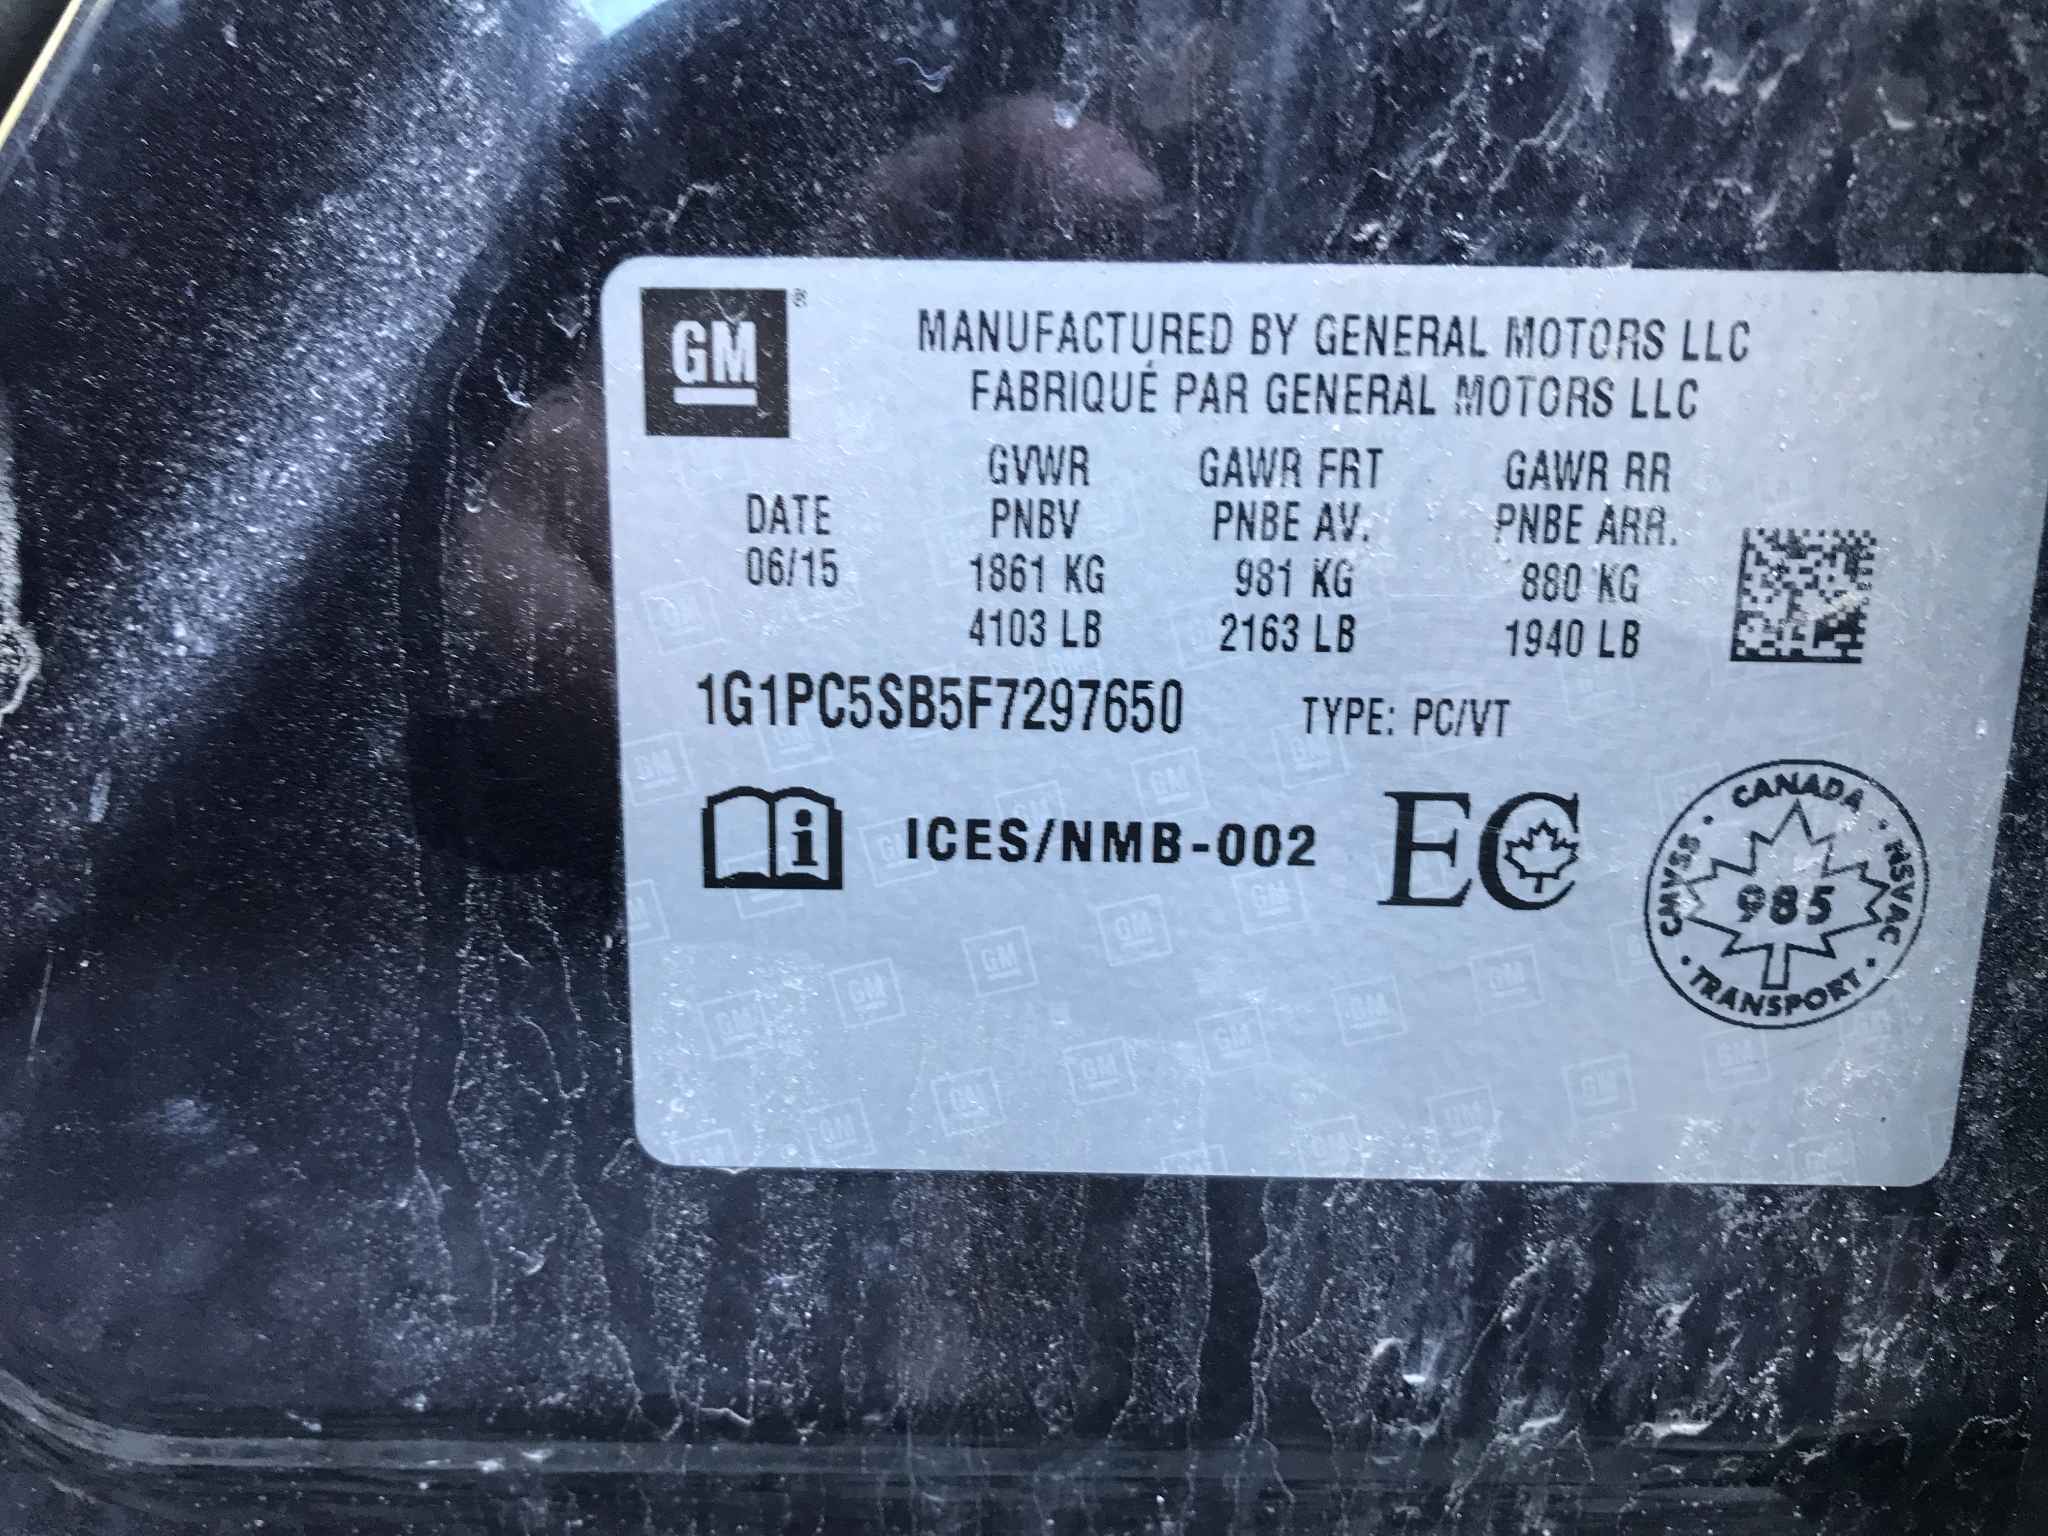 GM ®
MANUFACTURED BY GENERAL MOTORS LLC
FABRIQUÉ PAR GENERAL MOTORS LLC
GVWR GAWR FRT GAWR RR
DATE PNBV PNBE AV. PNBE ARR.
06/15 1861 KG 981 KG 880 KG
4103 LB 2163 LB 1940 LB
1G1PC5SB5F7297650 TYPE: PC/VT
i ICES/NMB-002 EC
CANADA
CMVSS • NSVAC
985
TRANSPORT